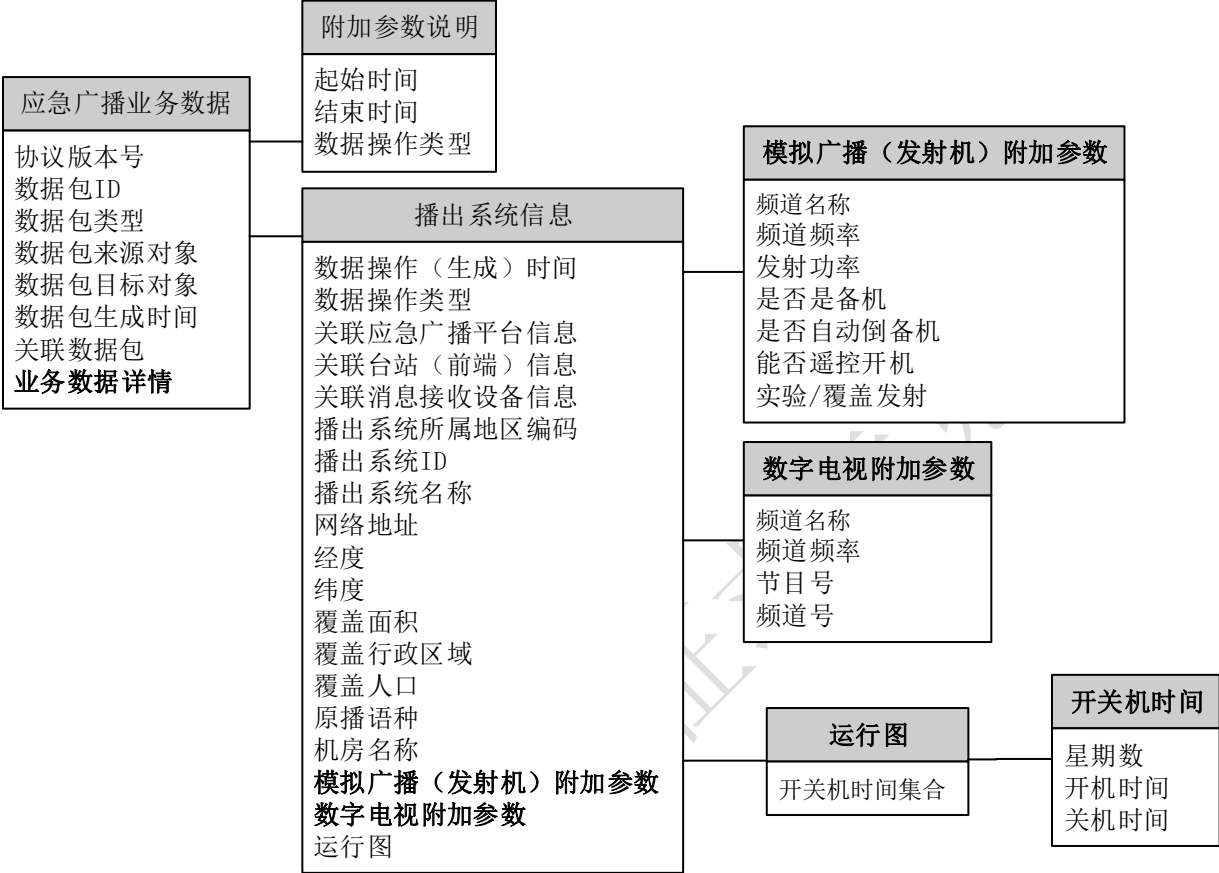 附加参数说明
起始时间
结束时间
数据操作类型
应急广播业务数据
协议版本号
数据包ID
数据包类型
数据包来源对象
数据包目标对象
数据包生成时间
关联数据包
业务数据详情
播出系统信息
数据操作（生成）时间
数据操作类型
关联应急广播平台信息
关联台站（前端）信息
关联消息接收设备信息
播出系统所属地区编码
播出系统ID
播出系统名称
网络地址
经度
纬度
覆盖面积
覆盖行政区域
覆盖人口
原播语种
机房名称
模拟广播（发射机）附加参数
数字电视附加参数
运行图
模拟广播（发射机）附加参数
频道名称
频道频率
发射功率
是否是备机
是否自动倒备机
能否遥控开机
实验/覆盖发射
数字电视附加参数
频道名称
频道频率
节目号
频道号
运行图
开关机时间集合
开关机时间
星期数
开机时间
关机时间